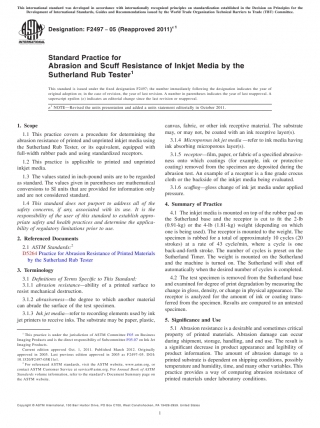 This international standard was developed in accordance with internationally recognized principles on standardization established in the Decision on Principles for the
Development of International Standards, Guides and Recommendations issued by the World Trade Organization Technical Barriers to Trade (TBT) Committee.
Designation: F2497 − 05 (Reapproved 2011)ε1
Standard Practice for
Abrasion and Scuff Resistance of Inkjet Media by the
Sutherland Rub Tester1
This standard is issued under the fixed designation F2497; the number immediately following the designation indicates the year of
original adoption or, in the case of revision, the year of last revision. A number in parentheses indicates the year of last reapproval. A
superscript epsilon (ε) indicates an editorial change since the last revision or reapproval.
ε1 NOTE—Revised the units presentation and added a units statement editorially in October 2011.
1. Scope
1.1 This practice covers a procedure for determining the
abrasion resistance of printed and unprinted inkjet media using
the Sutherland Rub Tester, or its equivalent, equipped with
full-width rubber pads and using standardized receptors.
1.2 This practice is applicable to printed and unprinted
inkjet media.
1.3 The values stated in inch-pound units are to be regarded
as standard. The values given in parentheses are mathematical
conversions to SI units that are provided for information only
and are not considered standard.
1.4 This standard does not purport to address all of the
safety concerns, if any, associated with its use. It is the
responsibility of the user of this standard to establish appro-
priate safety and health practices and determine the applica-
bility of regulatory limitations prior to use.
2. Referenced Documents
2.1 ASTM Standards:2
D5264 Practice for Abrasion Resistance of Printed Materials
by the Sutherland Rub Tester
3. Terminology
3.1 Definitions of Terms Specific to This Standard:
3.1.1 abrasion resistance—ability of a printed surface to
resist mechanical destruction.
3.1.2 abrasiveness—the degree to which another material
can abrade the surface of the test specimen.
3.1.3 Ink jet media—refer to recording elements used by ink
jet printers to receive inks. The substrate may be paper, plastic,
1 This practice is under the jurisdiction of ASTM Committee F05 on Business
Imaging Products and is the direct responsibility of Subcommittee F05.07 on Ink Jet
Imaging Products.
Current edition approved Oct. 1, 2011. Published March 2012. Originally
approved in 2005. Last previous edition approved in 2005 as F2497-05. DOI:
10.1520/F2497-05R11E01.
2 For referenced ASTM standards, visit the ASTM website, www.astm.org, or
contact ASTM Customer Service at service@astm.org. For Annual Book of ASTM
Standards volume information, refer to the standard's Document Summary page on
the ASTM website.
canvas, fabric, or other ink receptive material. The substrate
may, or may not, be coated with an ink receptive layer(s).
3.1.4 Microporous ink jet media—refer to ink media having
ink absorbing microporous layer(s).
3.1.5 receptor—film, paper, or fabric of a specified abrasive-
ness onto which coatings (for example, ink or protective
coating) removed from the specimen are deposited during the
abrasion test. An example of a receptor is a fine grade crocus
cloth or the backside of the inkjet media being evaluated.
3.1.6 scuffing—gloss change of ink jet media under applied
pressure.
4. Summary of Practice
4.1 The inkjet media is mounted on top of the rubber pad on
the Sutherland base and the receptor is cut to fit the 2-lb
(0.91-kg) or the 4-lb (1.81-kg) weight (depending on which
one is being used). The receptor is mounted to the weight. The
specimen is rubbed for a total of approximately 10 cycles (20
strokes) at a rate of 43 cycle/min, where a cycle is one
back-and-forth stroke. The number of cycles is preset on the
Sutherland Timer. The weight is mounted on the Sutherland
and the machine is turned on. The Sutherland will shut off
automatically when the desired number of cycles is completed.
4.2 The test specimen is removed from the Sutherland base
and examined for degree of print degradation by measuring the
change in gloss, density, or change in physical appearance. The
receptor is analyzed for the amount of ink or coating trans-
ferred from the specimen. Results are compared to an untested
specimen.
5. Significance and Use
5.1 Abrasion resistance is a desirable and sometimes critical
property of printed materials. Abrasion damage can occur
during shipment, storage, handling, and end use. The result is
a significant decrease in product appearance and legibility of
product information. The amount of abrasion damage to a
printed substrate is dependent on shipping conditions, possibly
temperature and humidity, time, and many other variables. This
practice provides a way of comparing abrasion resistance of
printed materials under laboratory conditions.
Copyright © ASTM International, 100 Barr Harbor Drive, PO Box C700, West Conshohocken, PA 19428-2959. United States
1